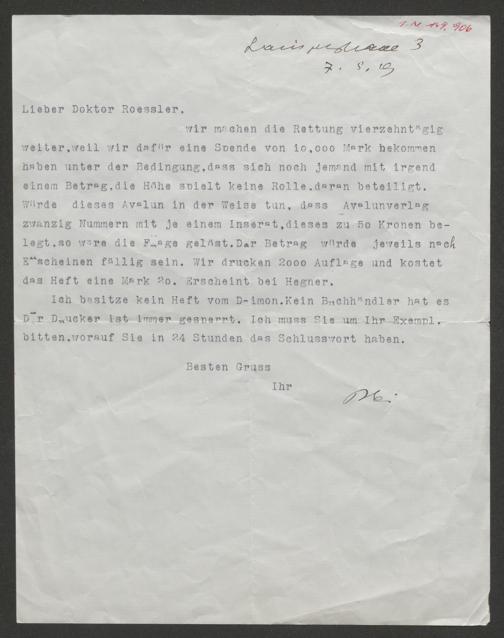 I.N. 169.906
3
7. 5. 19
Lieber Doktor Roessler.
wir machen die Rettung vierzehntägig
weiter,weil wir dafür eine Spende von 10,000 Mark bekommen
haben unter der Bedingung,dass sich noch jemand mit irgend
einem Betrag,die Höhe spielt keine Rolle.daran beteiligt.
Würde dieses Avalun in der Weise tun, dass Avalunverlag
zwanzig Nummern mit je einem Inserat,dieses zu 50 Kronen be-
legt,so wäre die Frage gelöst.Dar Betrag würde jeweils nach
Erscheinen fällig sein. Wir drucken 2000 Auflage und kostet
das Heft eine Mark 20. Erscheint bei Hegner.
Ich besitze kein Heft vom Daimon.Kein Buchhändler hat es
Der Drucker ist immer gesperrt. Ich muss Sie um Ihr Exempl.
bitten,worauf Sie in 24 Stunden das Schlusswort haben.
Besten Gruss
Ihr